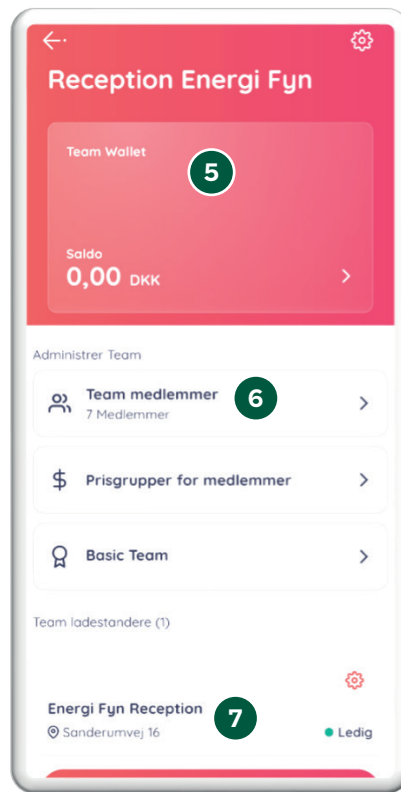 Reception Energi Fyn
Team Wallet
5
Saldo
0,00 DKK
Administrer Team
Team medlemmer
6
7 Medlemmer
Prisgrupper for medlemmer
Basic Team
Team ladestandere (1)
Energi Fyn Reception
7
Sanderumvej 16
Ledig